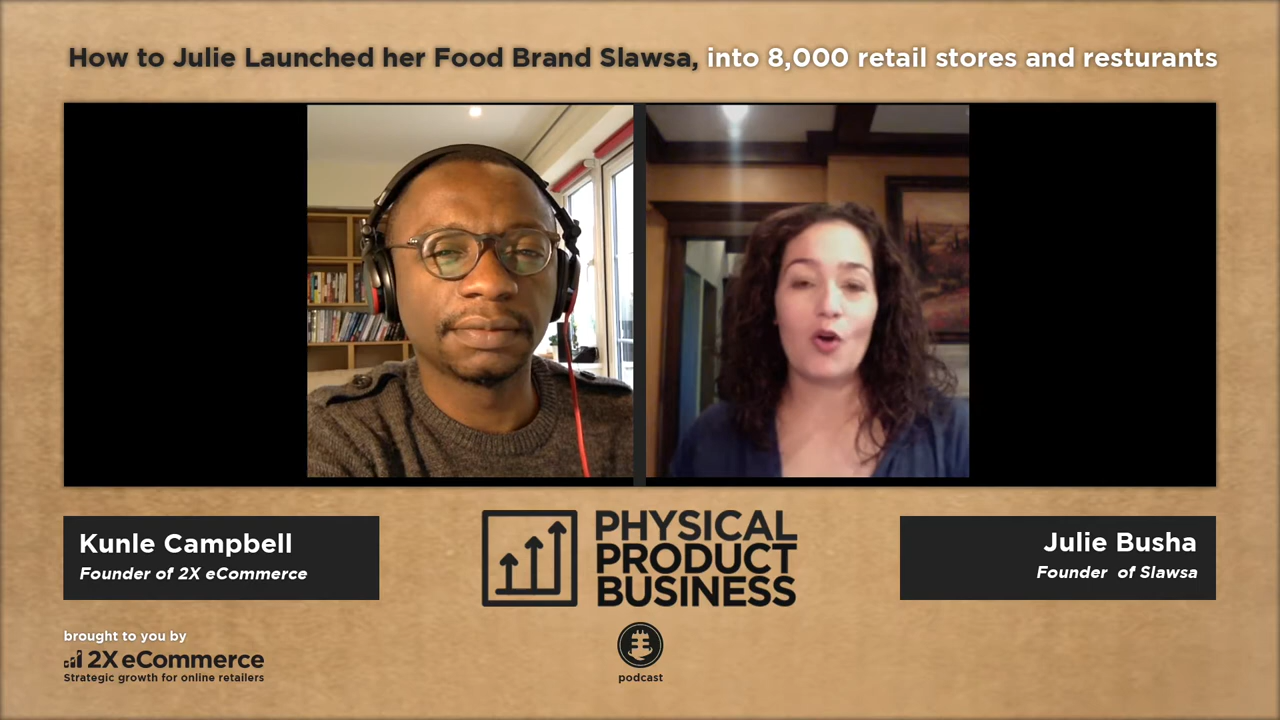 How to Julie Launched her Food Brand Slawsa, into 8,000 retail stores and resturants
Kunle Campbell
Founder of 2X eCommerce
PHYSICAL
PRODUCT
BUSINESS
Julie Busha
Founder of Slawsa
brought to you by
2X eCommerce
Strategic growth for online retailers
podcast